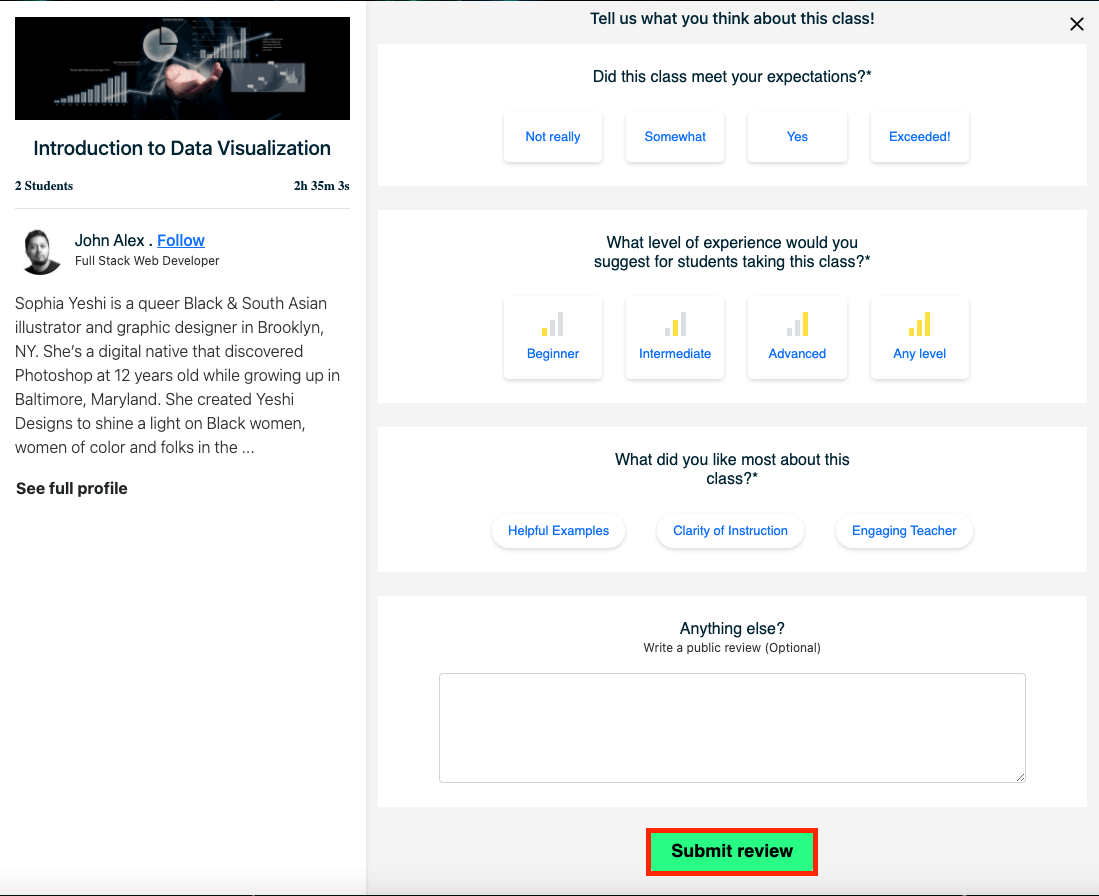 Introduction to Data Visualization
2 Students
2h 35m 3s
John Alex . Follow
Full Stack Web Developer
Sophia Yeshi is a queer Black & South Asian
illustrator and graphic designer in Brooklyn,
NY. She’s a digital native that discovered
Photoshop at 12 years old while growing up in
Baltimore, Maryland. She created Yeshi
Designs to shine a light on Black women,
women of color and folks in the ...
See full profile
Tell us what you think about this class!
Did this class meet your expectations?*
Not really
Somewhat
Yes
Exceeded!
What level of experience would you
suggest for students taking this class?*
Beginner
Intermediate
Advanced
Any level
What did you like most about this
class?*
Helpful Examples
Clarity of Instruction
Engaging Teacher
Anything else?
Write a public review (Optional)
Submit review